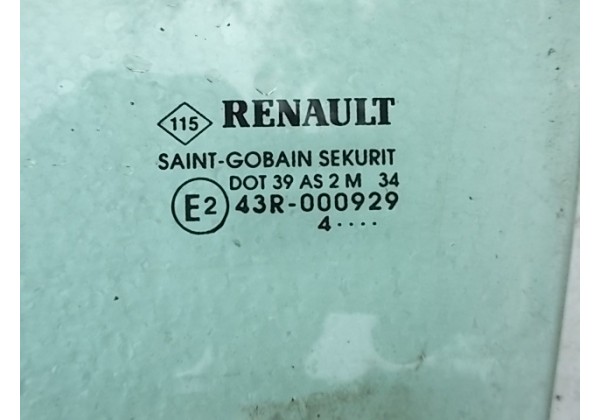 115 RENAULT
SAINT-GOBAIN SEKURIT
DOT 39 AS 2 M 34
E2 43R-000929
4····